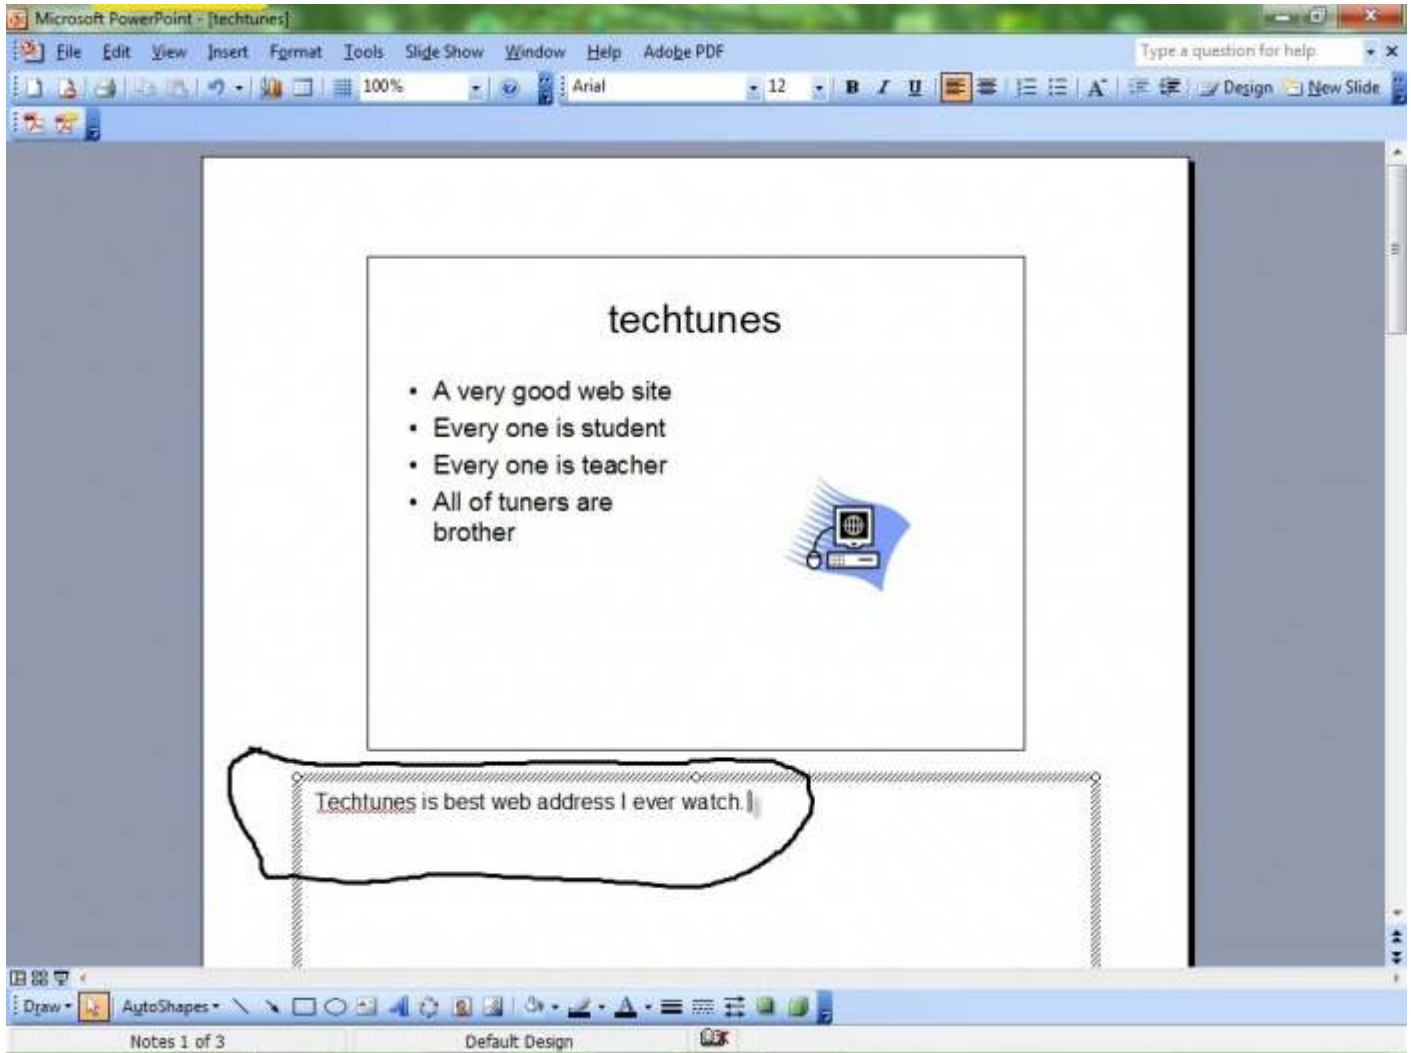 Microsoft PowerPoint - [techtunes]
File Edit View Insert Format Tools Slide Show Window Help Adobe PDF Type a question for help
100% Arial 12 B I U A Design New Slide
techtunes
• A very good web site
• Every one is student
• Every one is teacher
• All of tuners are
brother
Techtunes is best web address I ever watch.
Draw AutoShapes A
Notes 1 of 3 Default Design